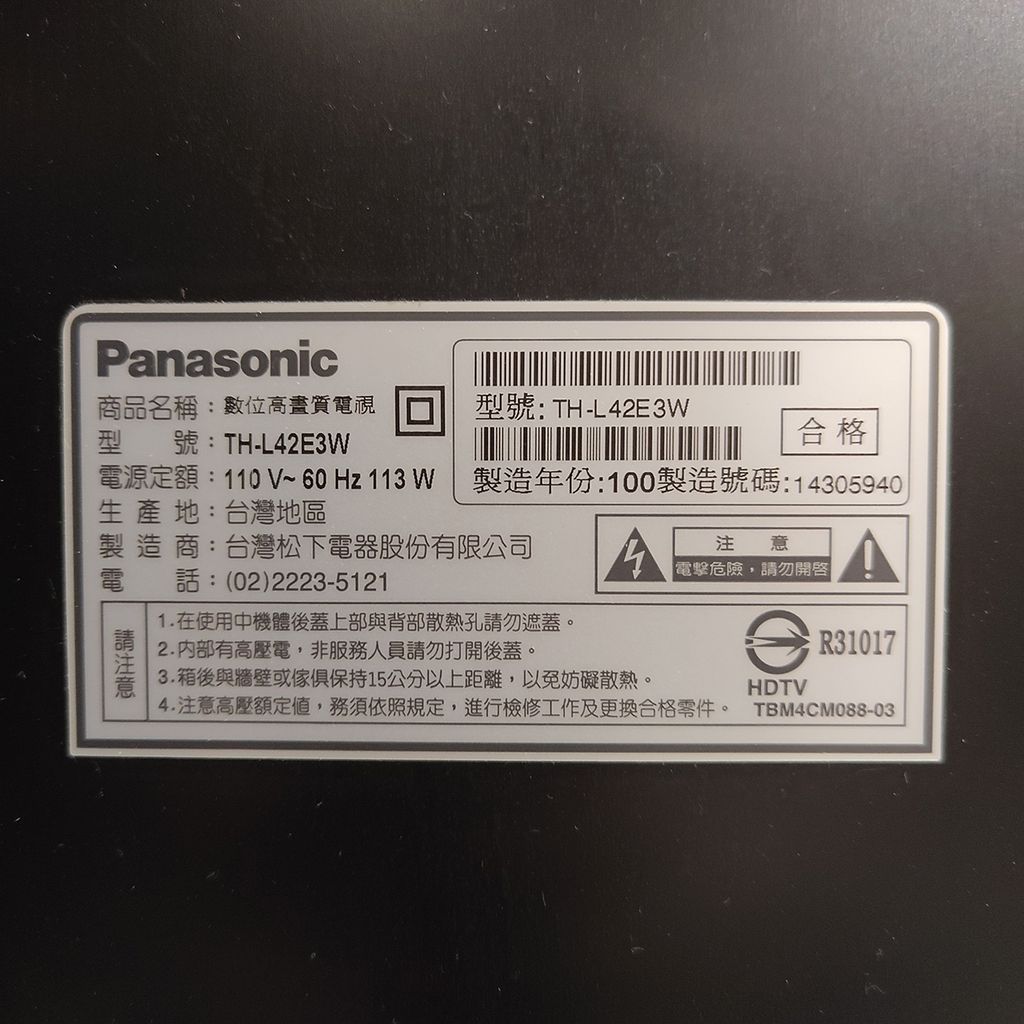 Panasonic
商品名稱：數位高畫質電視
型 號：TH-L42E3W
電源定額：110 V~ 60 Hz 113 W
生 產 地：台灣地區
製 造 商：台灣松下電器股份有限公司
電 話：(02)2223-5121
型號: TH-L42E3W
合格
製造年份:100製造號碼:14305940
注 意
電擊危險，請勿開啓
請注意
1.在使用中機體後蓋上部與背部散熱孔請勿遮蓋。
2.內部有高壓電，非服務人員請勿打開後蓋。
3.箱後與牆壁或傢俱保持15公分以上距離，以免妨礙散熱。
4.注意高壓額定值，務須依照規定，進行檢修工作及更換合格零件。
R31017
HDTV
TBM4CM088-03